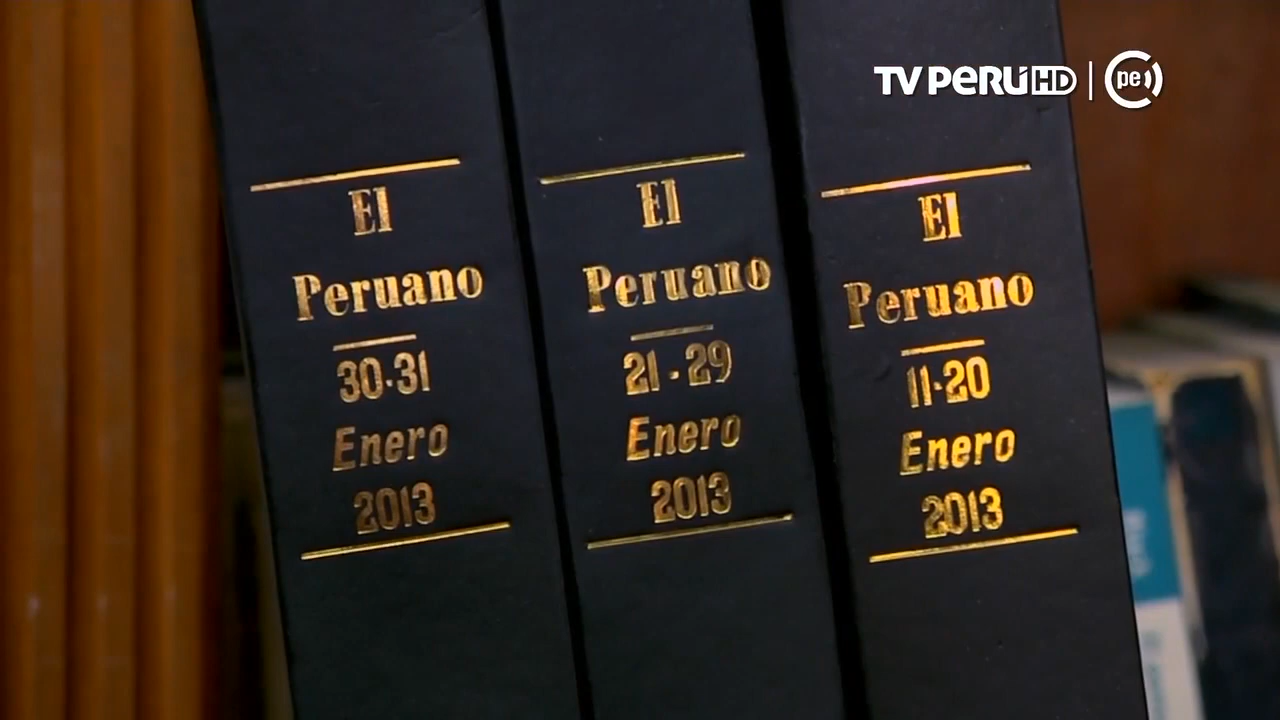 TV PERÚ HD
pe
El
Peruano
30-31
Enero
2013
El
Peruano
21-29
Enero
2013
El
Peruano
11-20
Enero
2013